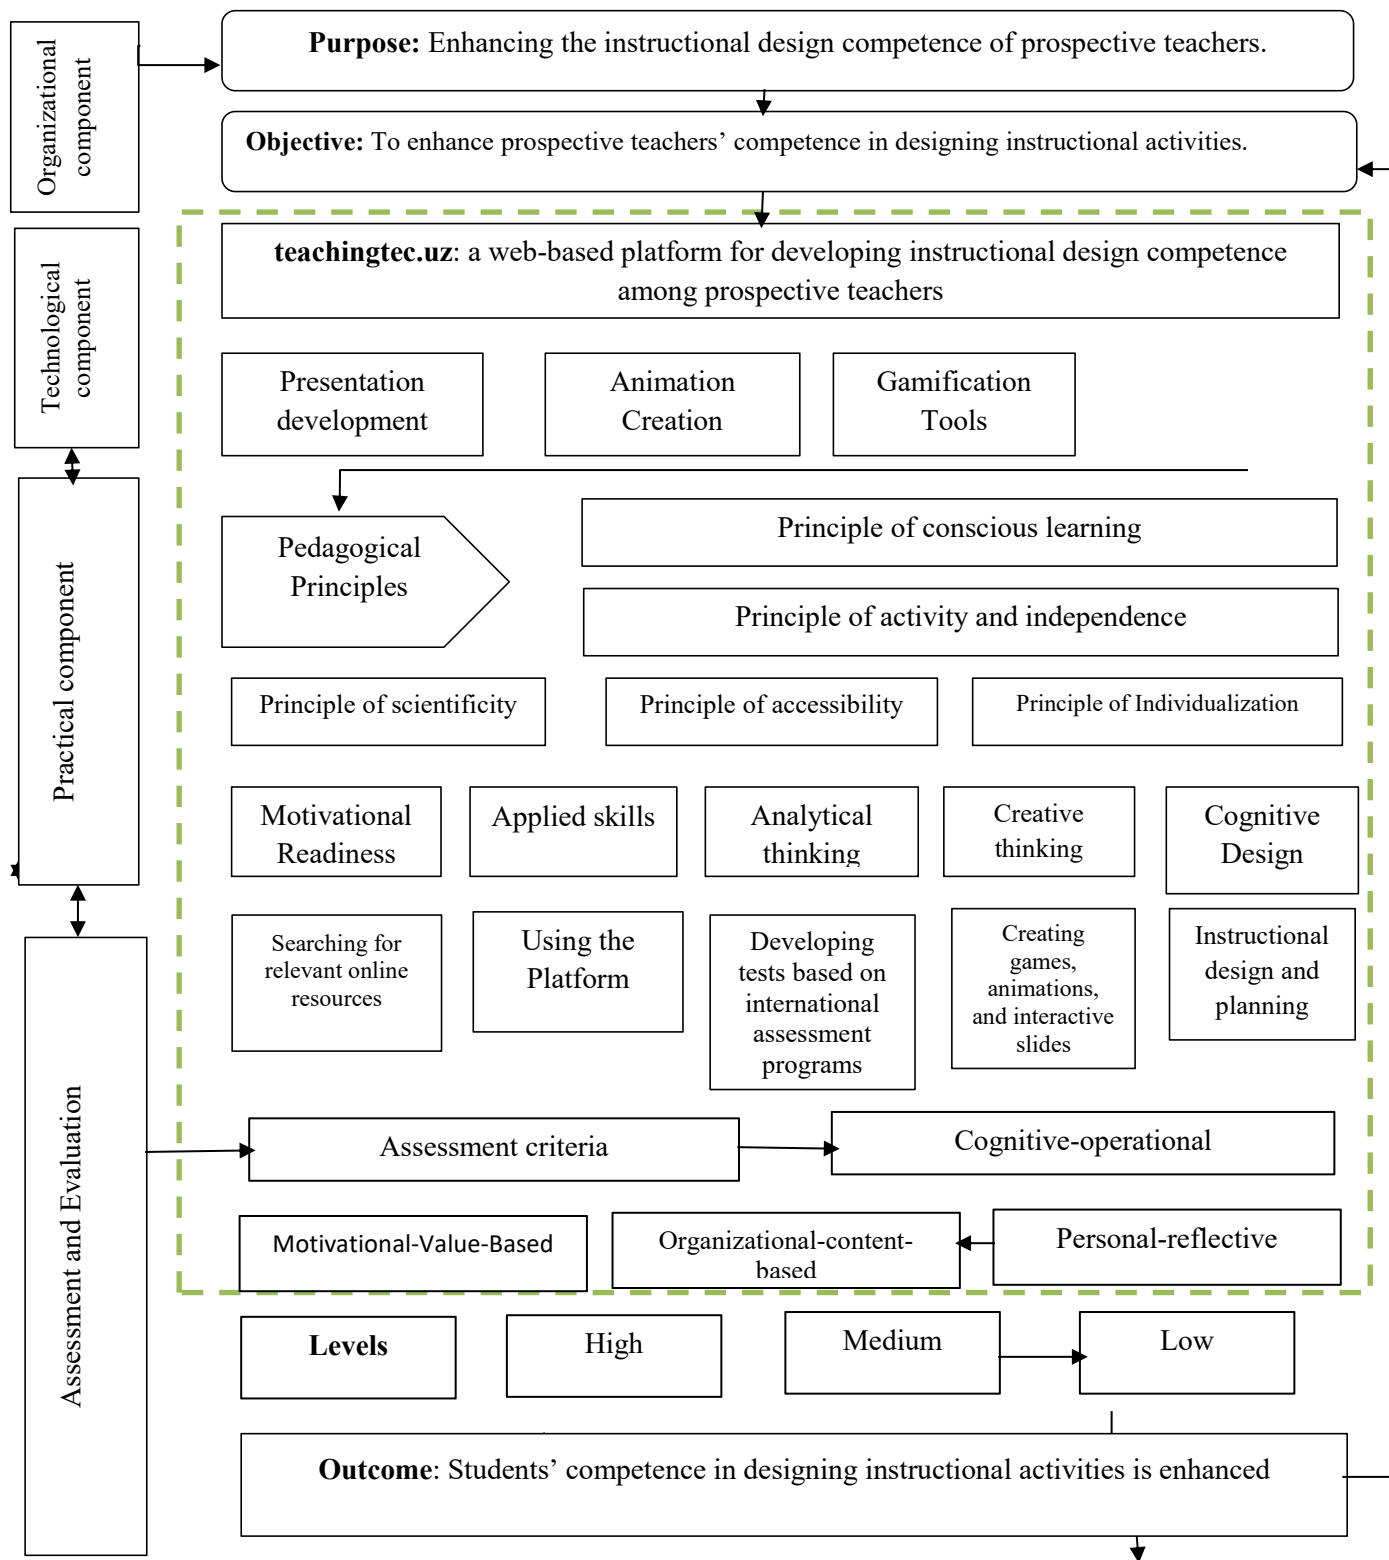 Organizational
component
Purpose: Enhancing the instructional design competence of prospective teachers.
Objective: To enhance prospective teachers’ competence in designing instructional activities.
Technological
component
teachingtec.uz: a web-based platform for developing instructional design competence
among prospective teachers
Presentation
development
Animation
Creation
Gamification
Tools
Practical component
Pedagogical
Principles
Principle of conscious learning
Principle of activity and independence
Principle of scientificity
Principle of accessibility
Principle of Individualization
Motivational
Readiness
Applied skills
Analytical
thinking
Creative
thinking
Cognitive
Design
Searching for
relevant online
resources
Using the
Platform
Developing
tests based on
international
assessment
programs
Creating
games,
animations,
and interactive
slides
Instructional
design and
planning
Assessment and Evaluation
Assessment criteria
Cognitive-operational
Motivational-Value-Based
Organizational-content-
based
Personal-reflective
Levels
High
Medium
Low
Outcome: Students’ competence in designing instructional activities is enhanced